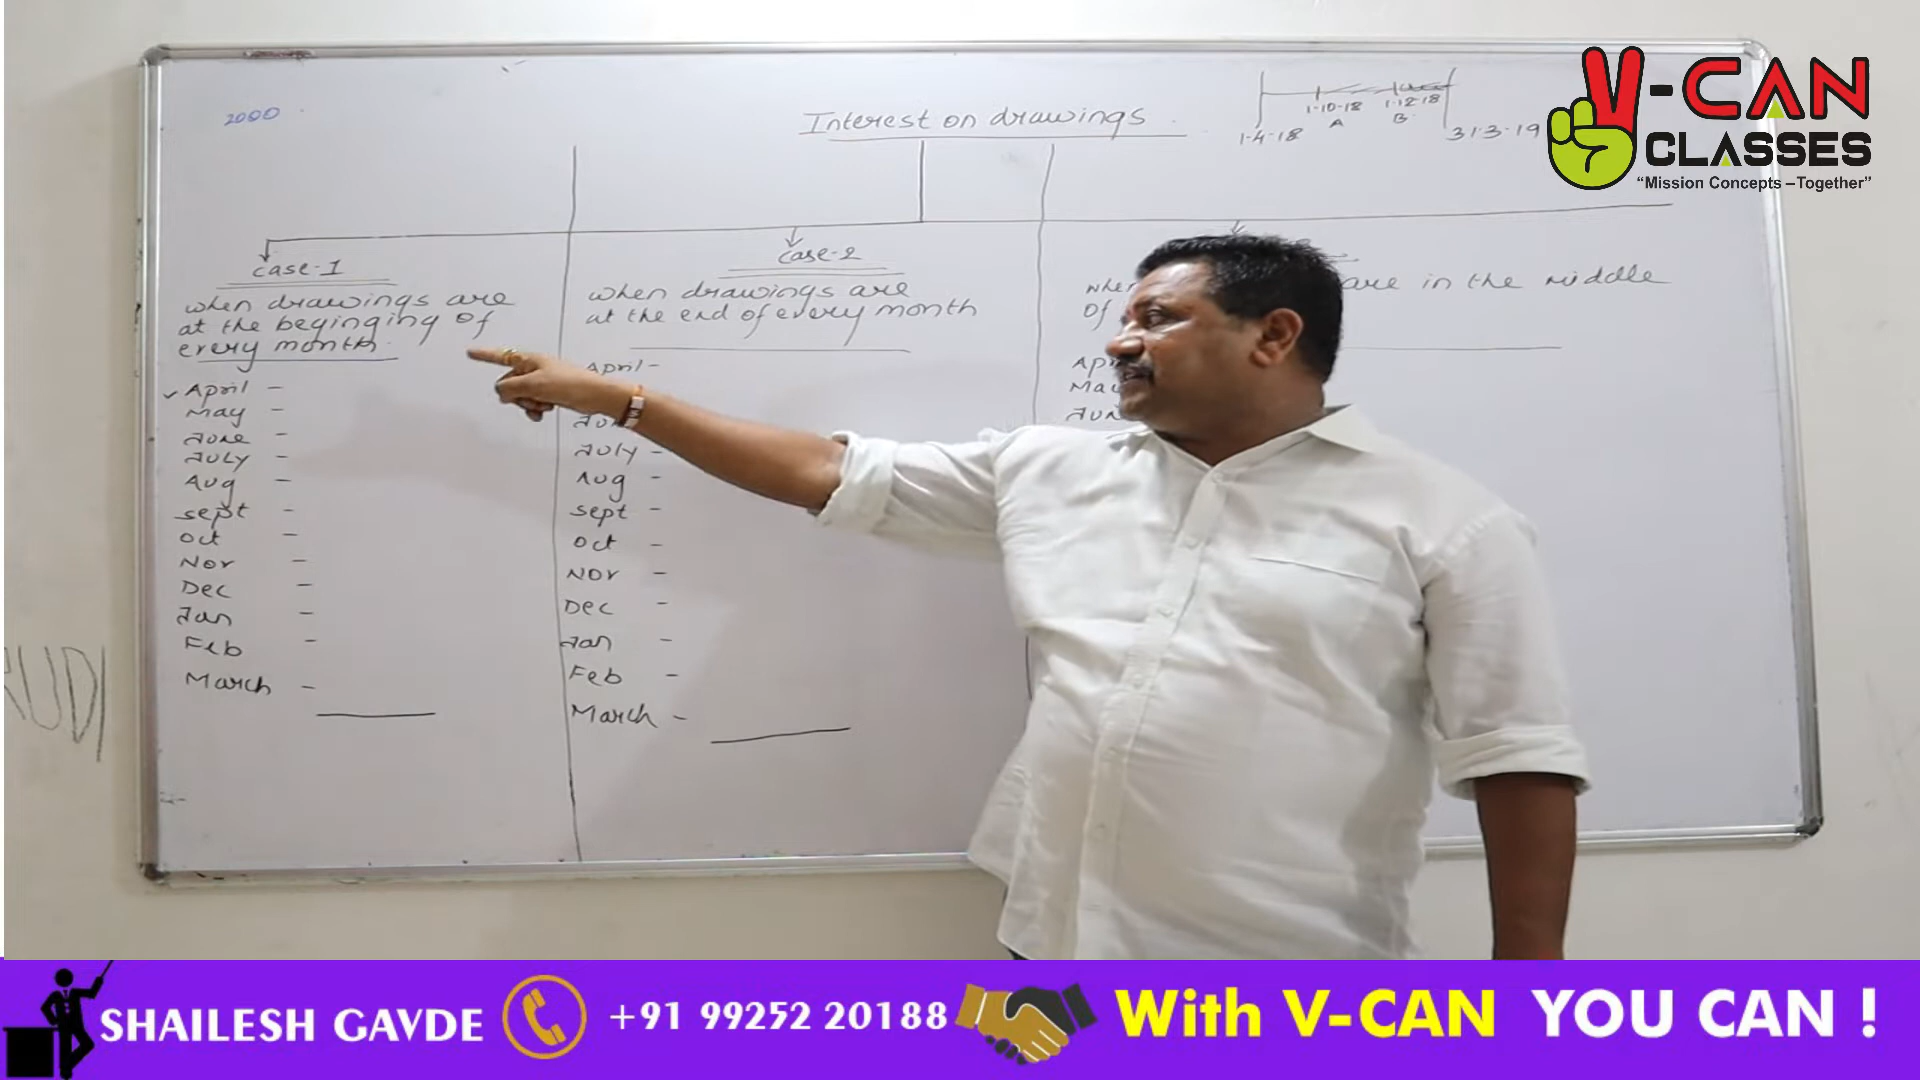 2000
Interest on drawings
1-4-18
1-10-18
A
1-12-18
B
31-3-19
V-CAN
CLASSES
"Mission Concepts –Together"
Case-1
when drawings are
at the beginging of
every month
✓ April -
May -
June -
July -
Aug -
Sept -
Oct -
Nov -
Dec -
Jan -
Feb -
March -
Case-2
when drawings are
at the end of every month
April -
July -
Aug -
Sept -
Oct -
Nov -
Dec -
Jan -
Feb -
March -
are in the middle
of
RUDI
SHAILESH GAVDE
+91 99252 20188
With V-CAN YOU CAN !